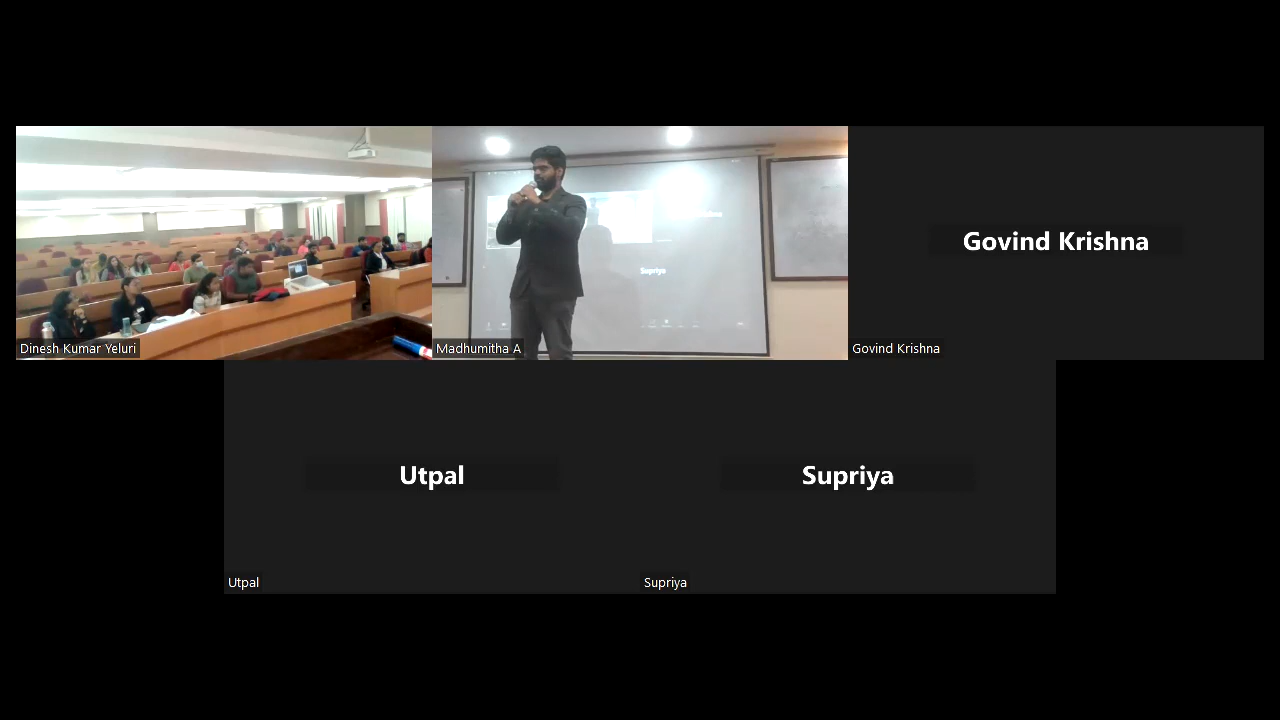 Supriya
Dinesh Kumar Yeluri
Madhumitha A
Govind Krishna
Govind Krishna
Utpal
Supriya
Utpal
Supriya